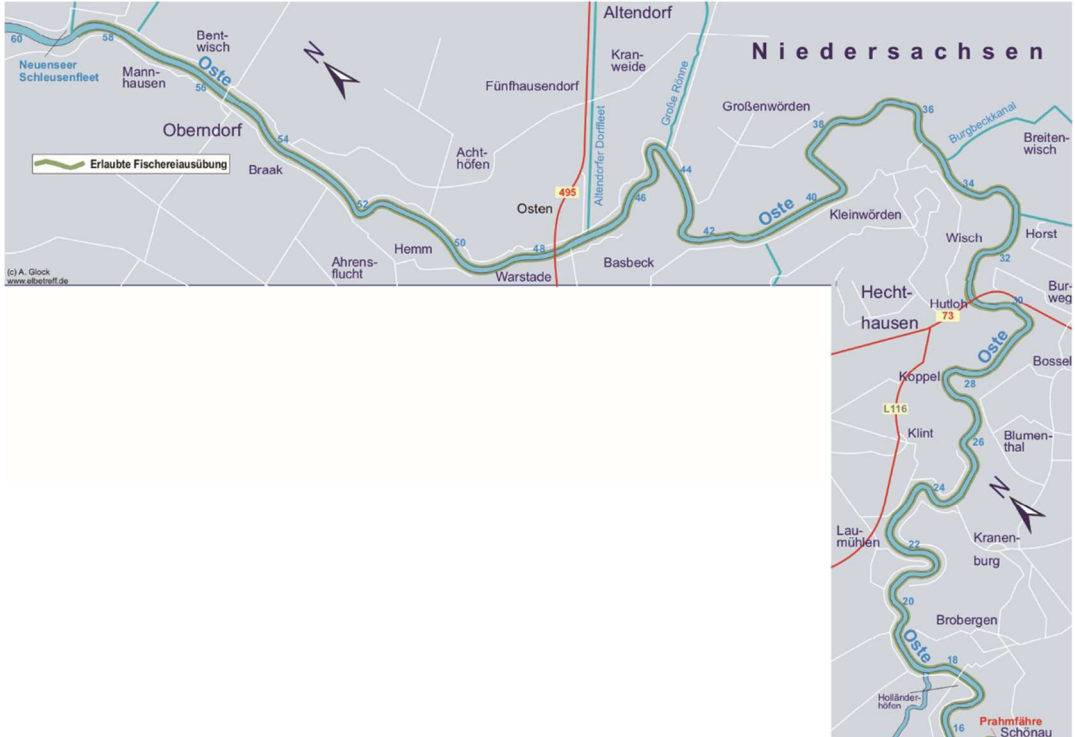 Altendorf
60
58
Bent-
wisch
N
Niedersachsen
Kran-
weide
Neuenseer
Schleusenfleet
Mann-
hausen
Oste
56
Fünfhausendorf
Große Rönne
Großenwörden
38
36
Burgbeckkanal
Oberndorf
54
Altendorfer Dorffleet
Breiten-
wisch
Erlaubte Fischereiausübung
Braak
Acht-
höfen
44
34
495
46
40
52
Osten
Oste
Kleinwörden
42
Hemm
50
48
Wisch
Horst
Ahrens-
flucht
Warstade
Basbeck
32
(c) A. Glock
www.elbetreff.de
Hecht-
hausen
Bur-
weg
Hutloh
30
73
Oste
Bossel
Koppel
28
L116
Klint
26
Blumen-
thal
24
N
Lau-
mühlen
22
Kranen-
burg
20
Brobergen
Oste
18
Holländer-
höfen
16
Prahmfähre
Schönau